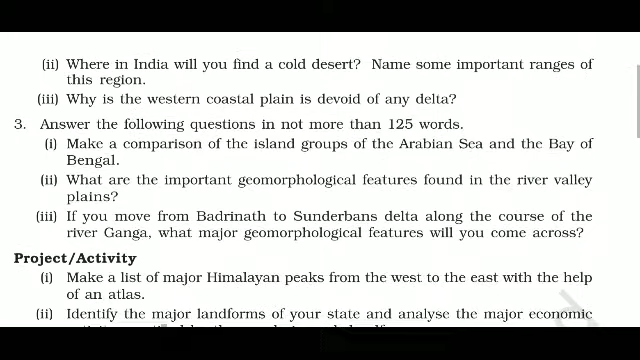 (ii) Where in India will you find a cold desert? Name some important ranges of
this region.
(iii) Why is the western coastal plain is devoid of any delta?
3. Answer the following questions in not more than 125 words.
(i) Make a comparison of the island groups of the Arabian Sea and the Bay of
Bengal.
(ii) What are the important geomorphological features found in the river valley
plains?
(iii) If you move from Badrinath to Sunderbans delta along the course of the
river Ganga, what major geomorphological features will you come across?
Project/Activity
(i) Make a list of major Himalayan peaks from the west to the east with the help
of an atlas.
(ii) Identify the major landforms of your state and analyse the major economic